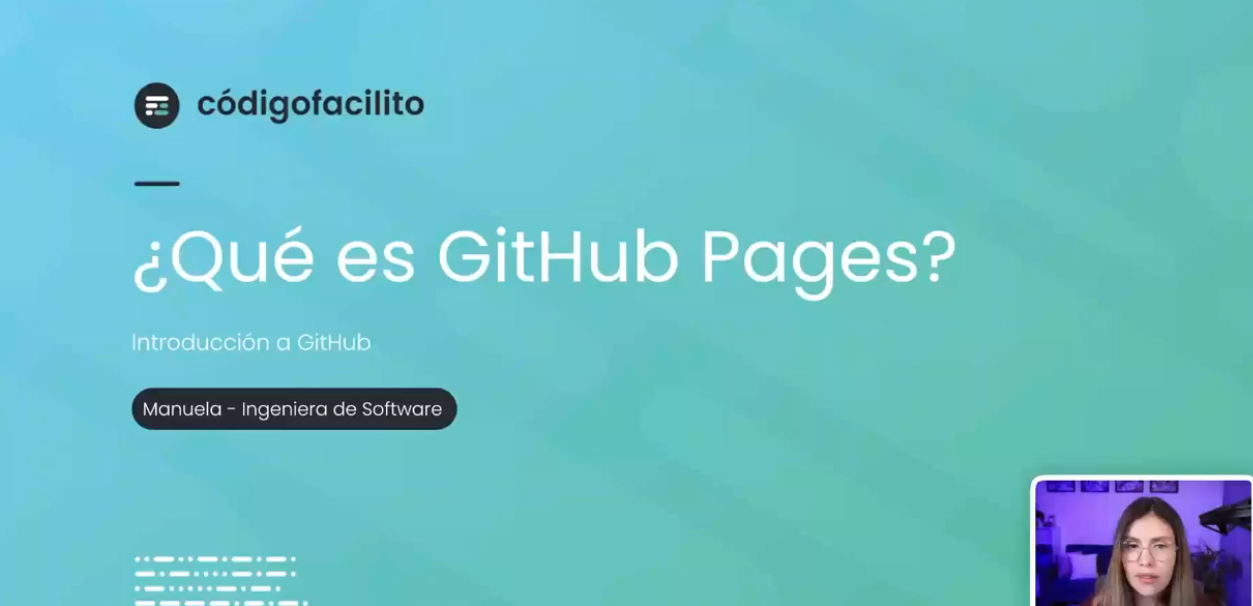 códigofacilito
¿Qué es GitHub Pages?
Introducción a GitHub
Manuela - Ingeniera de Software